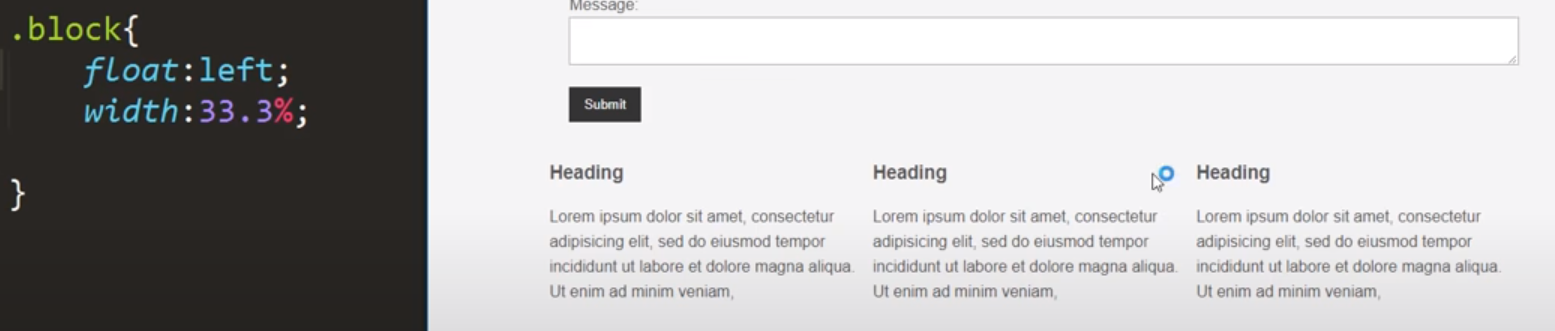 .block{
float:left;
width:33.3%;
}
Message:
Submit
Heading
Lorem ipsum dolor sit amet, consectetur
adipisicing elit, sed do eiusmod tempor
incididunt ut labore et dolore magna aliqua.
Ut enim ad minim veniam,
Heading
Lorem ipsum dolor sit amet, consectetur
adipisicing elit, sed do eiusmod tempor
incididunt ut labore et dolore magna aliqua.
Ut enim ad minim veniam,
Heading
Lorem ipsum dolor sit amet, consectetur
adipisicing elit, sed do eiusmod tempor
incididunt ut labore et dolore magna aliqua.
Ut enim ad minim veniam,